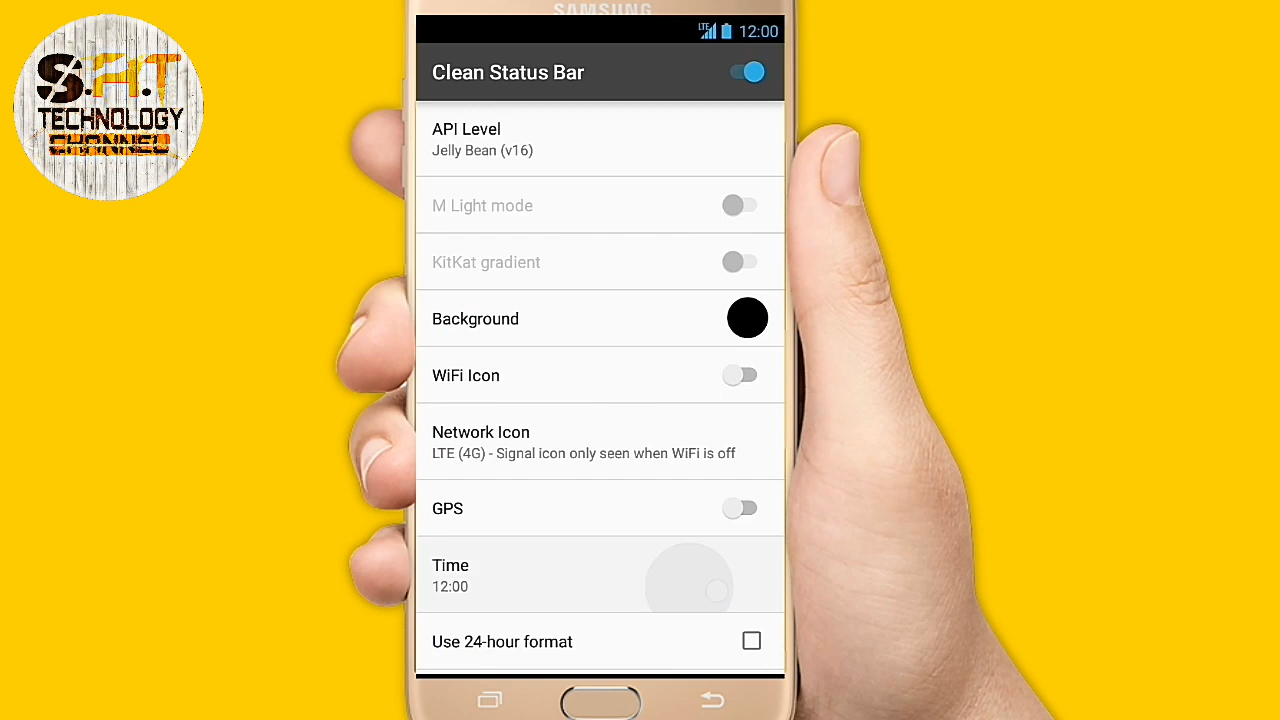 SAMSUNG
S.H.T
TECHNOLOGY
CHANNEL
LTE 12:00
Clean Status Bar
API Level
Jelly Bean (v16)
M Light mode
KitKat gradient
Background
WiFi Icon
Network Icon
LTE (4G) - Signal icon only seen when WiFi is off
GPS
Time
12:00
Use 24-hour format